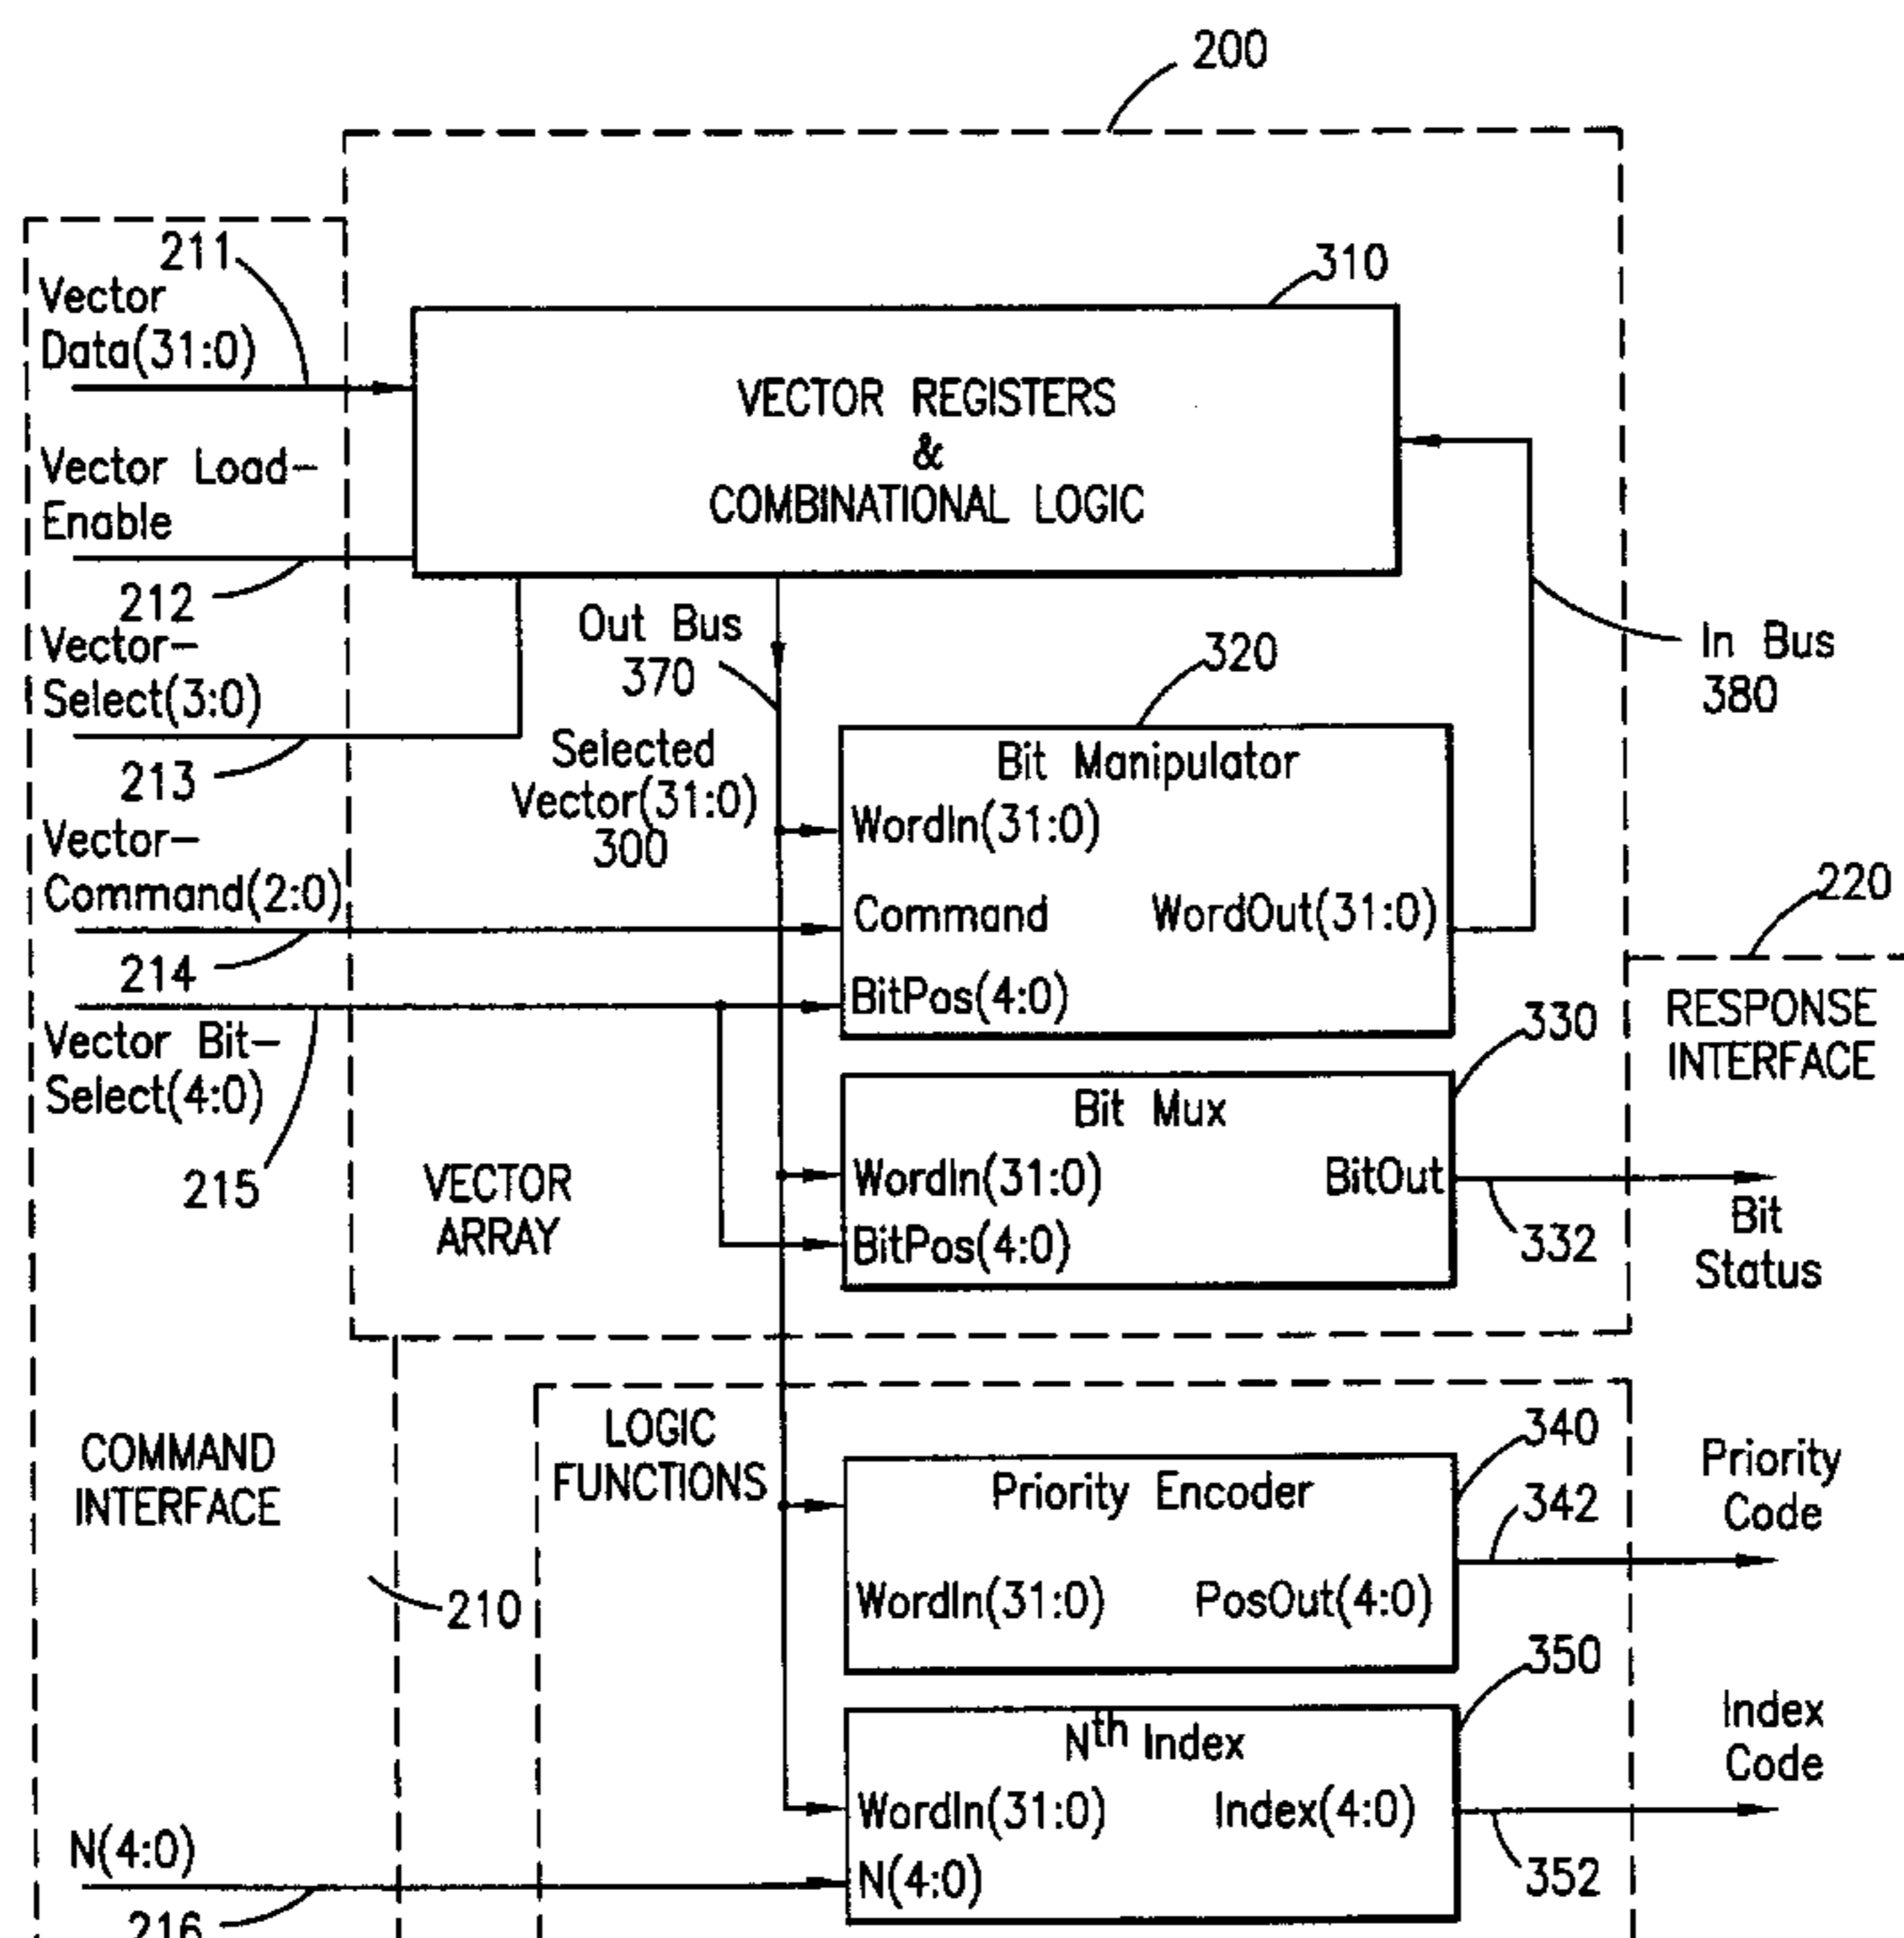 200
211
Vector
Data(31:0)
310
VECTOR REGISTERS
&
COMBINATIONAL LOGIC
Vector Load-
Enable
212
Vector-
Select(3:0)
213
Out Bus
370
320
In Bus
380
Selected
Vector(31:0)
300
Bit Manipulator
WordIn(31:0)
Command
WordOut(31:0)
BitPos(4:0)
Vector-
Command(2:0)
214
220
RESPONSE
INTERFACE
Vector Bit-
Select(4:0)
215
VECTOR
ARRAY
330
Bit Mux
WordIn(31:0)
BitOut
BitPos(4:0)
332
Bit
Status
COMMAND
INTERFACE
210
LOGIC
FUNCTIONS
340
Priority Encoder
342
Priority
Code
WordIn(31:0)
PosOut(4:0)
350
Nth Index
WordIn(31:0)
Index(4:0)
Index
Code
N(4:0)
N(4:0)
352
216